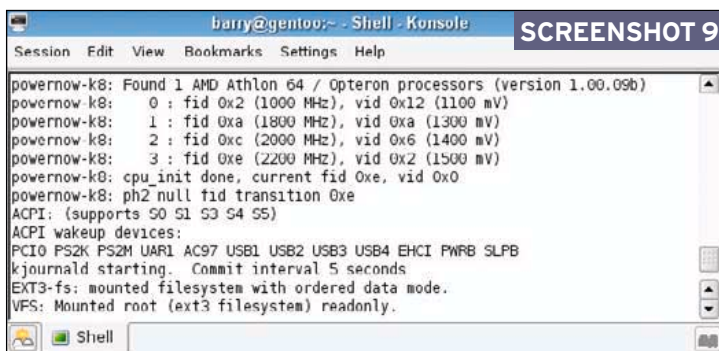 barry@gentoo:~ - Shell - Konsole
SCREENSHOT 9
Session Edit View Bookmarks Settings Help
powernow-k8: Found 1 AMD Athlon 64 / Opteron processors (version 1.00.09b)
powernow-k8: 0 : fid 0x2 (1000 MHz), vid 0x12 (1100 mV)
powernow-k8: 1 : fid 0xa (1800 MHz), vid 0xa (1300 mV)
powernow-k8: 2 : fid 0xc (2000 MHz), vid 0x6 (1400 mV)
powernow-k8: 3 : fid 0xe (2200 MHz), vid 0x2 (1500 mV)
powernow-k8: cpu_init done, current fid 0xe, vid 0x0
powernow-k8: ph2 null fid transition 0xe
ACPI: (supports S0 S1 S3 S4 S5)
ACPI wakeup devices:
PCI0 PS2K PS2M UAR1 AC97 USB1 USB2 USB3 USB4 EHCI PWRB SLPB
kjournald starting. Commit interval 5 seconds
EXT3-fs: mounted filesystem with ordered data mode.
VFS: Mounted root (ext3 filesystem) readonly.
Shell